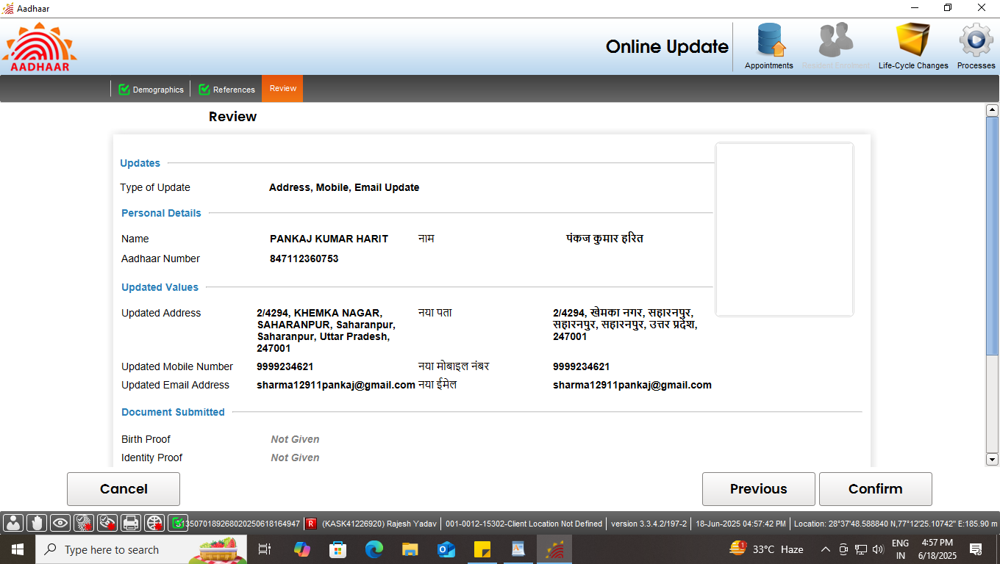 Aadhaar
AADHAAR
Online Update
Appointments
Resident Enrolment
Life-Cycle Changes
Processes
Demographics
References
Review
Review
Updates
Type of Update Address, Mobile, Email Update
Personal Details
Name PANKAJ KUMAR HARIT नाम पंकज कुमार हरित
Aadhaar Number 847112360753
Updated Values
Updated Address 2/4294, KHEMKA NAGAR, नया पता 2/4294, खेमका नगर, सहारनपुर,
SAHARANPUR, Saharanpur, सहारनपुर, सहारनपुर, उत्तर प्रदेश,
Saharanpur, Uttar Pradesh, 247001
247001
Updated Mobile Number 9999234621 नया मोबाइल नंबर 9999234621
Updated Email Address sharma12911pankaj@gmail.com नया ईमेल sharma12911pankaj@gmail.com
Document Submitted
Birth Proof Not Given
Identity Proof Not Given
Cancel Previous Confirm
R (KASK41226920) Rajesh Yadav 001-0012-15302-Client Location Not Defined version 3.3.4.2/197-2 18-Jun-2025 04:57:42 PM Location: 28°37'48.588840 N,77°12'25.10742" E:185.90 m
Type here to search 1 33°C Haze ENG 4:57 PM
IN 6/18/2025